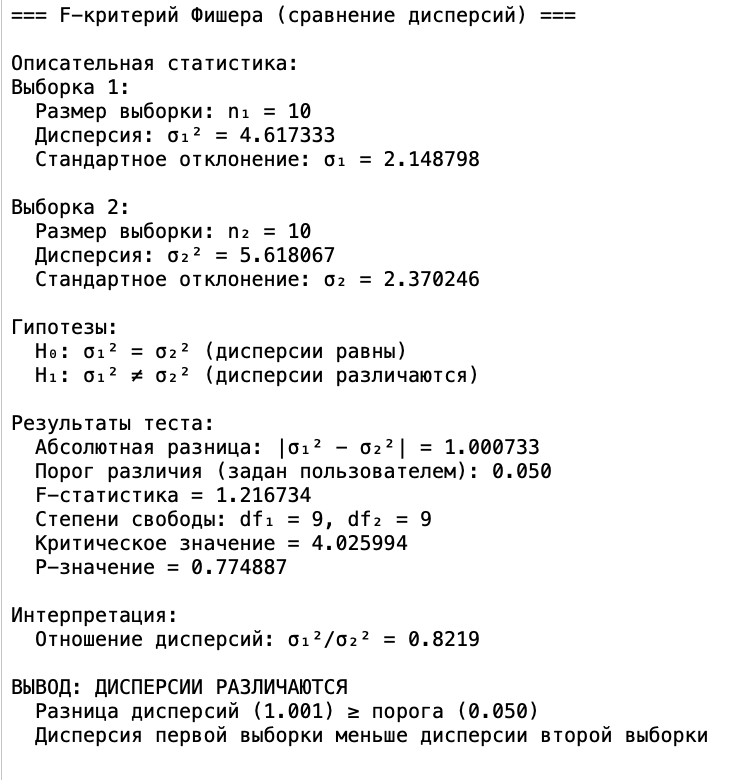 === F-критерий Фишера (сравнение дисперсий) ===
Описательная статистика:
Выборка 1:
Размер выборки: n₁ = 10
Дисперсия: σ₁² = 4.617333
Стандартное отклонение: σ₁ = 2.148798
Выборка 2:
Размер выборки: n₂ = 10
Дисперсия: σ₂² = 5.618067
Стандартное отклонение: σ₂ = 2.370246
Гипотезы:
H₀: σ₁² = σ₂² (дисперсии равны)
H₁: σ₁² ≠ σ₂² (дисперсии различаются)
Результаты теста:
Абсолютная разница: |σ₁² − σ₂²| = 1.000733
Порог различия (задан пользователем): 0.050
F-статистика = 1.216734
Степени свободы: df₁ = 9, df₂ = 9
Критическое значение = 4.025994
P-значение = 0.774887
Интерпретация:
Отношение дисперсий: σ₁²/σ₂² = 0.8219
ВЫВОД: ДИСПЕРСИИ РАЗЛИЧАЮТСЯ
Разница дисперсий (1.001) ≥ порога (0.050)
Дисперсия первой выборки меньше дисперсии второй выборки